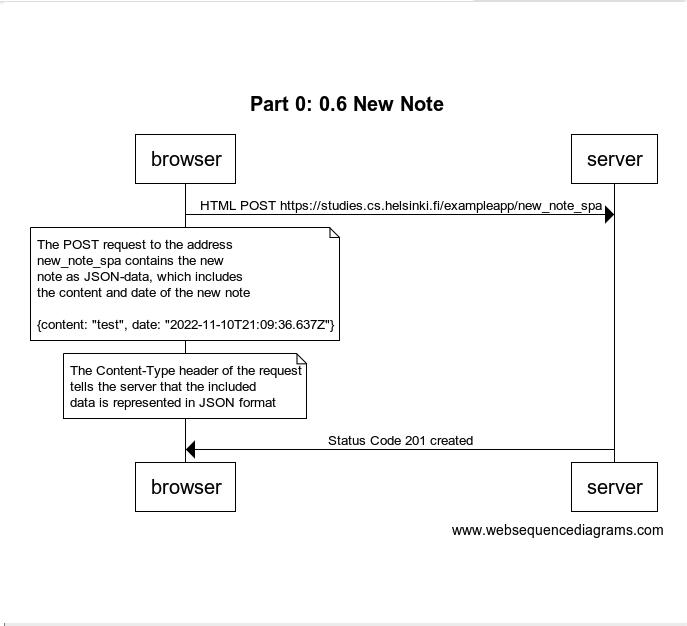 Part 0: 0.6 New Note
browser
server
HTML POST https://studies.cs.helsinki.fi/exampleapp/new_note_spa
The POST request to the address
new_note_spa contains the new
note as JSON-data, which includes
the content and date of the new note
{content: "test", date: "2022-11-10T21:09:36.637Z"}
The Content-Type header of the request
tells the server that the included
data is represented in JSON format
Status Code 201 created
browser
server
www.websequencediagrams.com